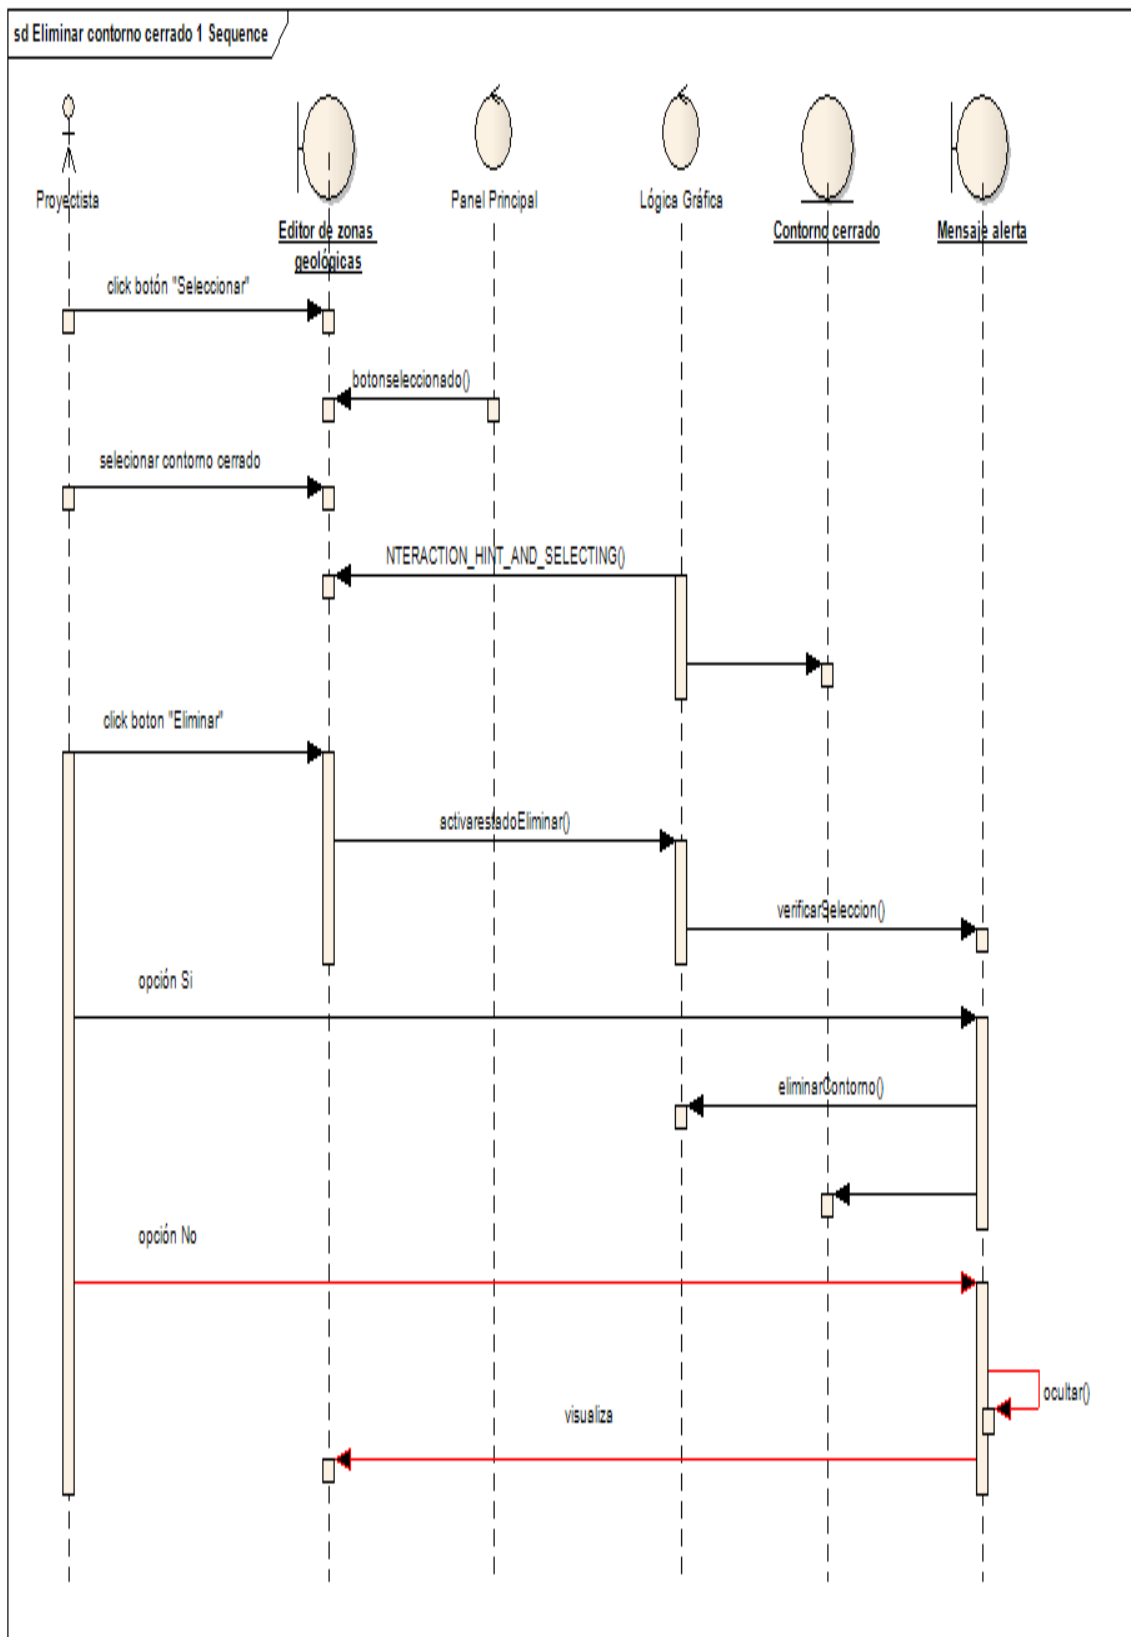 sd Eliminar contorno cerrado 1 Sequence
Proyectista
Editor de zonas
geológicas
Panel Principal
Lógica Gráfica
Contorno cerrado
Mensaje alerta
click botón "Seleccionar"
botonseleccionado()
selecionar contorno cerrado
NTERACTION_HINT_AND_SELECTING()
click boton "Eliminar"
activarestadoEliminar()
verificarSeleccion()
opción Si
eliminarContorno()
opción No
ocultar()
visualiza